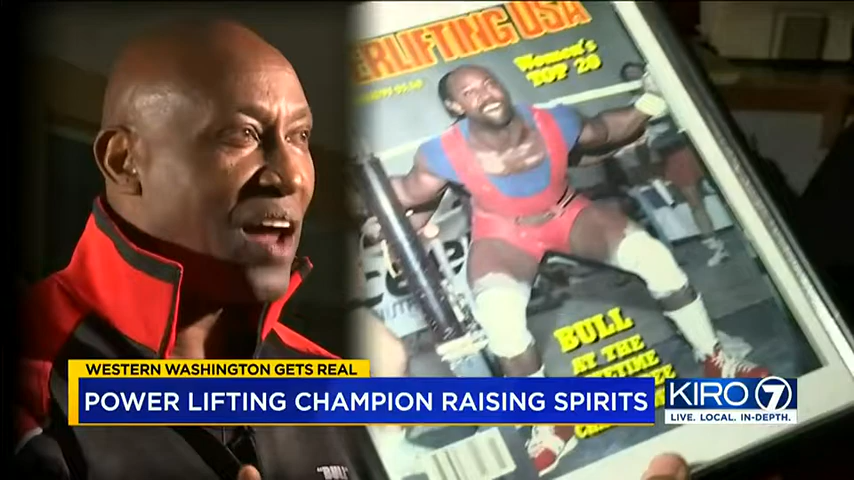 ERLIFTING USA
Women's
TOP 20
BULL
AT THE
"BULL"
WESTERN WASHINGTON GETS REAL
POWER LIFTING CHAMPION RAISING SPIRITS
KIRO 7
LIVE. LOCAL. IN-DEPTH.